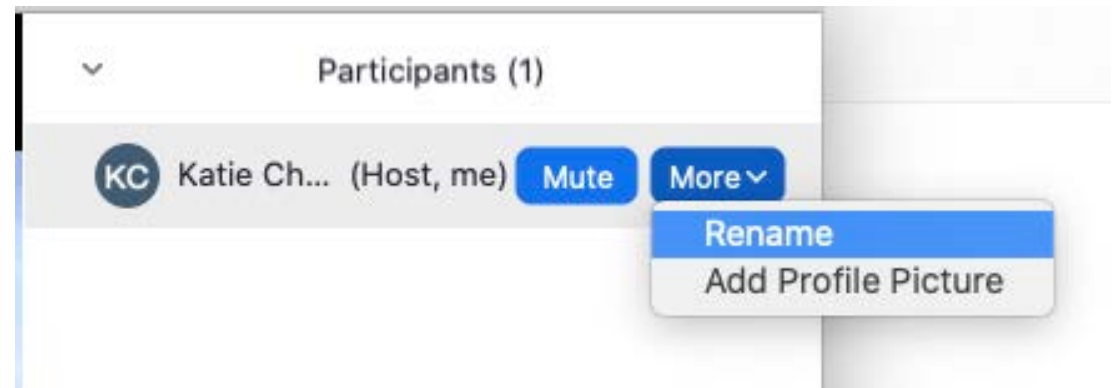 Participants (1)
KC Katie Ch... (Host, me) Mute More
Rename
Add Profile Picture